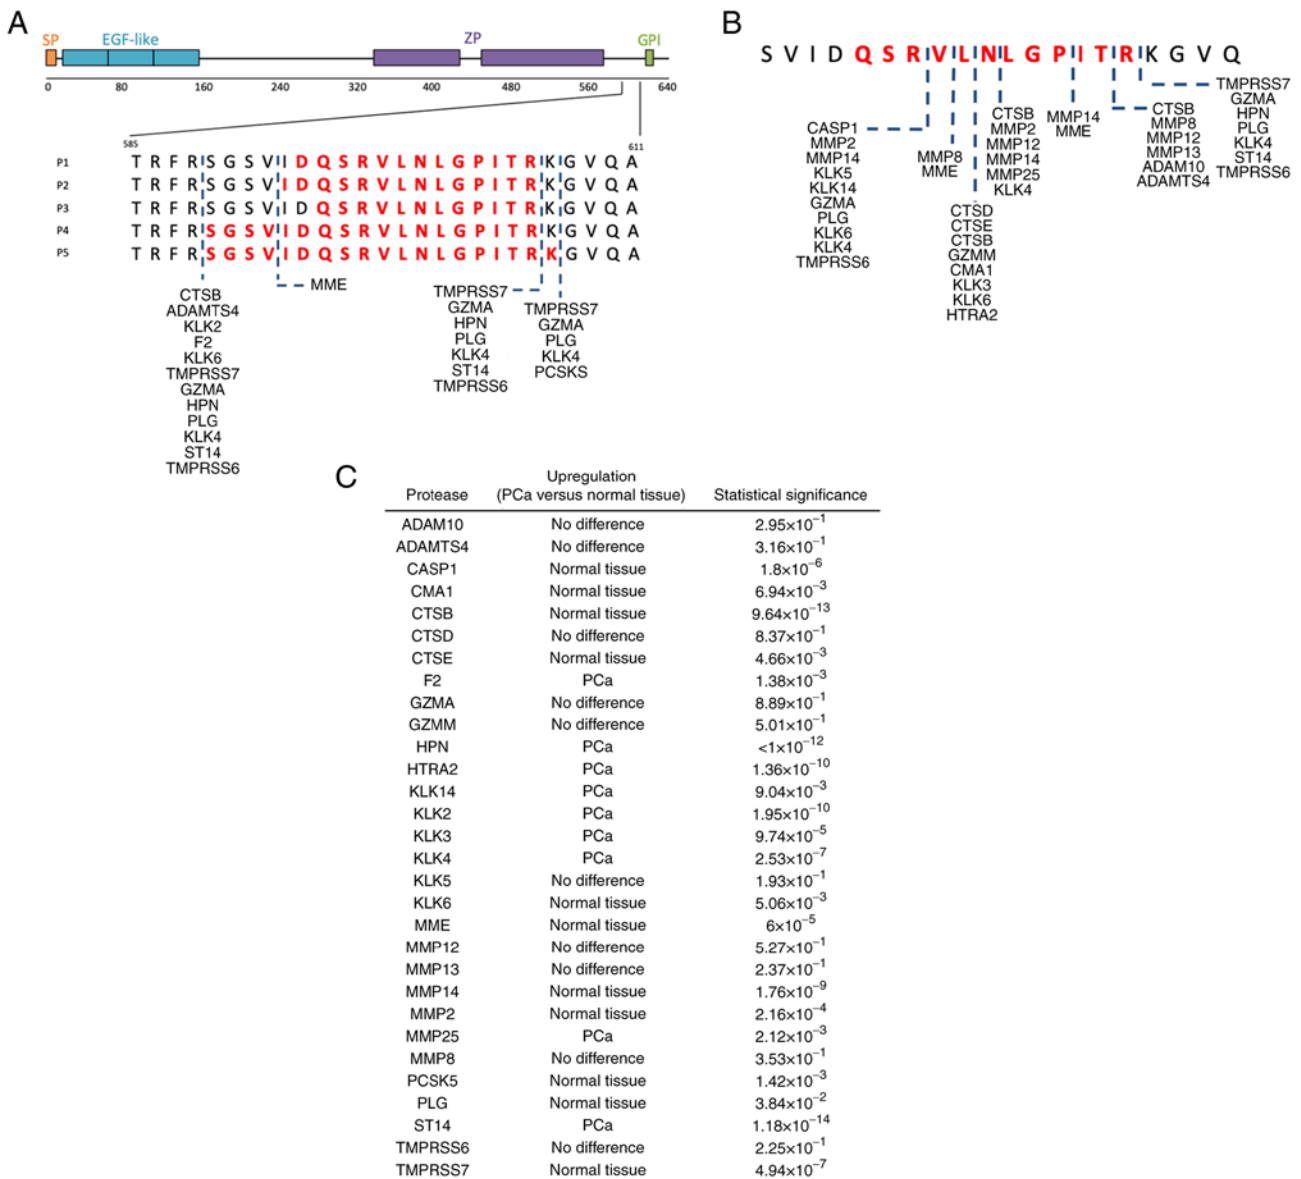 A
SP EGF-like ZP GPI
0 80 160 240 320 400 480 560 640
585 611
P1 T R F R S G S V I D Q S R V L N L G P I T R K G V Q A
P2 T R F R S G S V I D Q S R V L N L G P I T R K G V Q A
P3 T R F R S G S V I D Q S R V L N L G P I T R K G V Q A
P4 T R F R S G S V I D Q S R V L N L G P I T R K G V Q A
P5 T R F R S G S V I D Q S R V L N L G P I T R K G V Q A
CTSB
ADAMTS4
KLK2
F2
KLK6
TMPRSS7
GZMA
HPN
PLG
KLK4
ST14
TMPRSS6
MME
TMPRSS7
GZMA
HPN
PLG
KLK4
ST14
TMPRSS6
TMPRSS7
GZMA
PLG
KLK4
PCSKS
B
S V I D Q S R V L N L G P I T R K G V Q
CASP1
MMP2
MMP14
KLK5
KLK14
GZMA
PLG
KLK6
KLK4
TMPRSS6
MMP8
MME
CTSD
CTSE
CTSB
GZMM
CMA1
KLK3
KLK6
HTRA2
CTSB
MMP2
MMP12
MMP14
MMP25
KLK4
MMP14
MME
CTSB
MMP8
MMP12
MMP13
ADAM10
ADAMTS4
TMPRSS7
GZMA
HPN
PLG
KLK4
ST14
TMPRSS6
C
Protease Upregulation (PCa versus normal tissue) Statistical significance
ADAM10 No difference 2.95×10⁻¹
ADAMTS4 No difference 3.16×10⁻¹
CASP1 Normal tissue 1.8×10⁻⁶
CMA1 Normal tissue 6.94×10⁻³
CTSB Normal tissue 9.64×10⁻¹³
CTSD No difference 8.37×10⁻¹
CTSE Normal tissue 4.66×10⁻³
F2 PCa 1.38×10⁻³
GZMA No difference 8.89×10⁻¹
GZMM No difference 5.01×10⁻¹
HPN PCa <1×10⁻¹²
HTRA2 PCa 1.36×10⁻¹⁰
KLK14 PCa 9.04×10⁻³
KLK2 PCa 1.95×10⁻¹⁰
KLK3 PCa 9.74×10⁻⁵
KLK4 PCa 2.53×10⁻⁷
KLK5 No difference 1.93×10⁻¹
KLK6 Normal tissue 5.06×10⁻³
MME Normal tissue 6×10⁻⁵
MMP12 No difference 5.27×10⁻¹
MMP13 No difference 2.37×10⁻¹
MMP14 Normal tissue 1.76×10⁻⁹
MMP2 Normal tissue 2.16×10⁻⁴
MMP25 PCa 2.12×10⁻³
MMP8 No difference 3.53×10⁻¹
PCSK5 Normal tissue 1.42×10⁻³
PLG Normal tissue 3.84×10⁻²
ST14 PCa 1.18×10⁻¹⁴
TMPRSS6 No difference 2.25×10⁻¹
TMPRSS7 Normal tissue 4.94×10⁻⁷